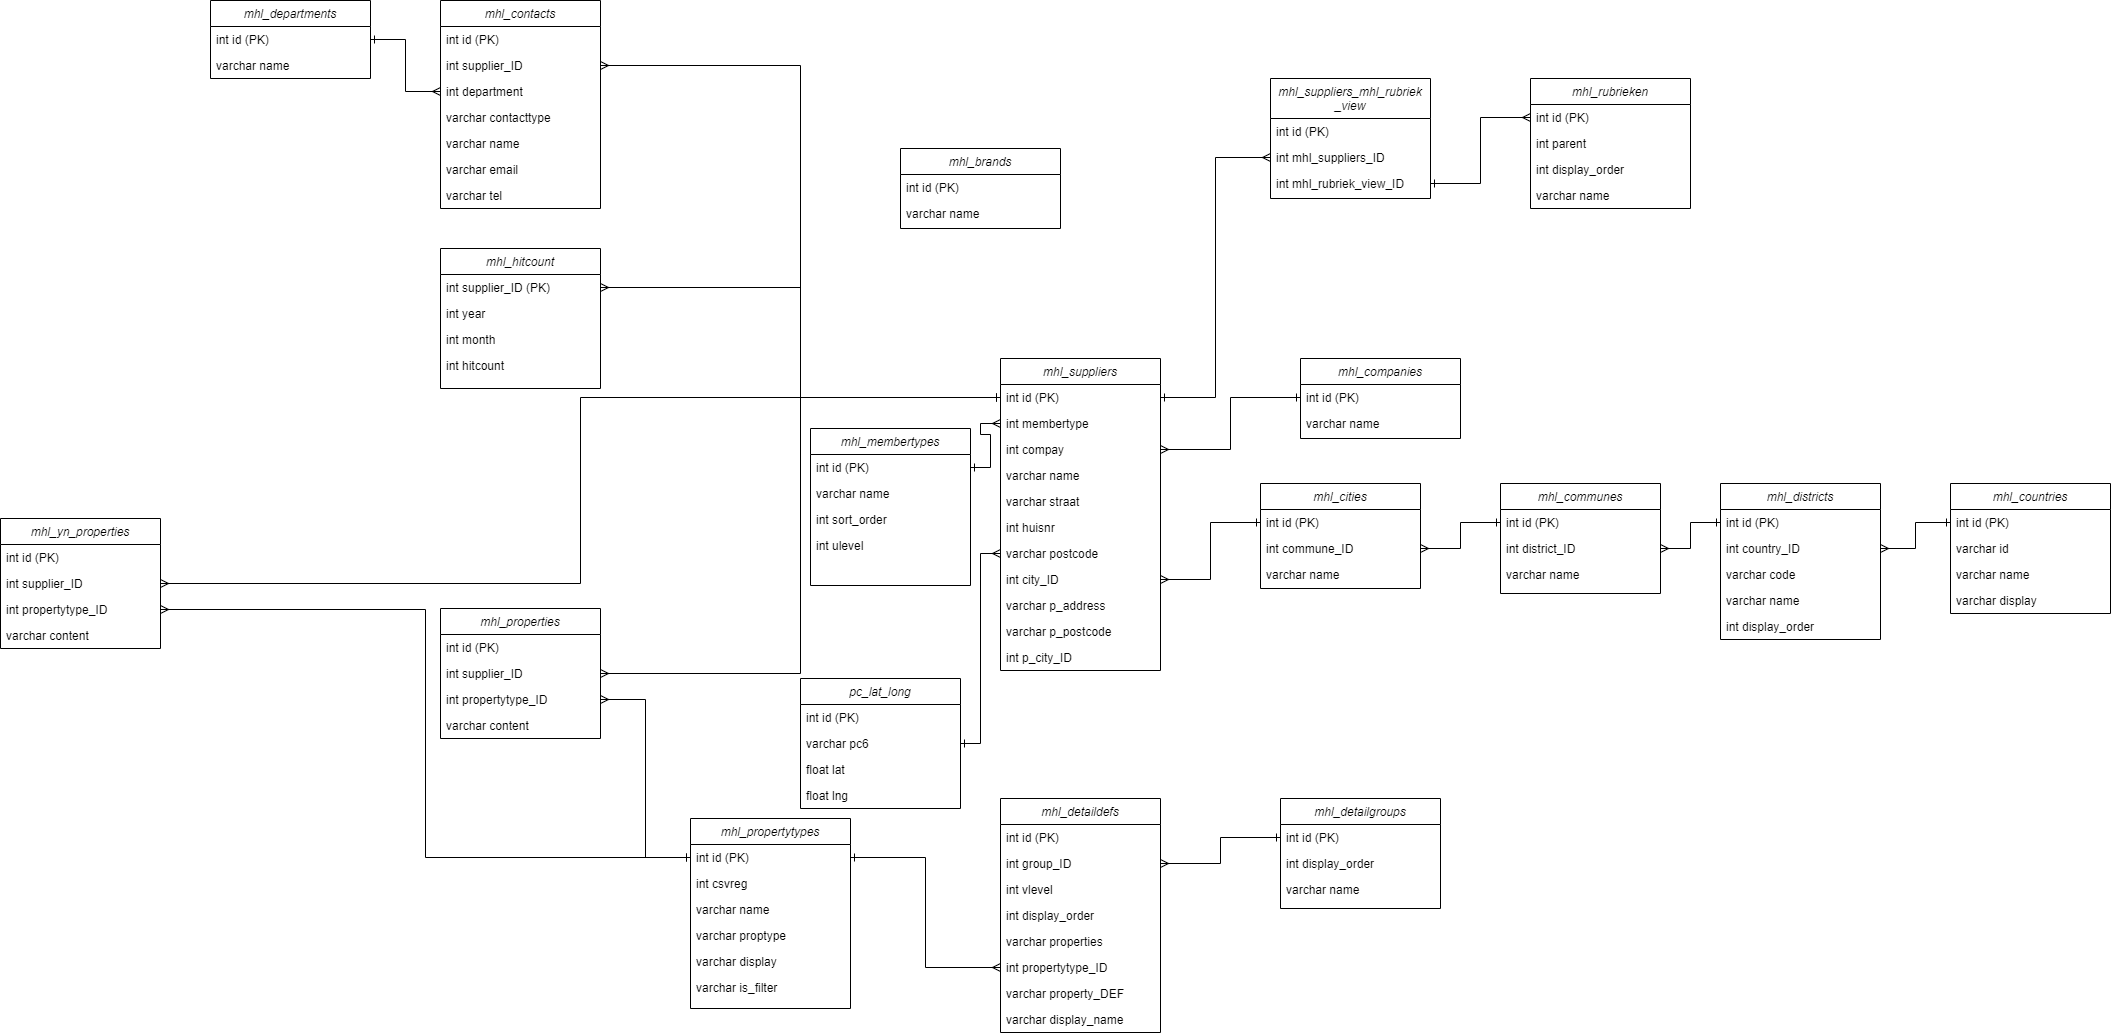 mhl_departments
int id (PK)
varchar name
mhl_contacts
int id (PK)
int supplier_ID
int department
varchar contacttype
varchar name
varchar email
varchar tel
mhl_suppliers_mhl_rubriek
_view
int id (PK)
int mhl_suppliers_ID
int mhl_rubriek_view_ID
mhl_rubrieken
int id (PK)
int parent
int display_order
varchar name
mhl_brands
int id (PK)
varchar name
mhl_hitcount
int supplier_ID (PK)
int year
int month
int hitcount
mhl_suppliers
int id (PK)
int membertype
int compay
varchar name
varchar straat
int huisnr
varchar postcode
int city_ID
varchar p_address
varchar p_postcode
int p_city_ID
mhl_companies
int id (PK)
varchar name
mhl_membertypes
int id (PK)
varchar name
int sort_order
int ulevel
mhl_cities
int id (PK)
int commune_ID
varchar name
mhl_communes
int id (PK)
int district_ID
varchar name
mhl_districts
int id (PK)
int country_ID
varchar code
varchar name
int display_order
mhl_countries
int id (PK)
varchar id
varchar name
varchar display
mhl_yn_properties
int id (PK)
int supplier_ID
int propertytype_ID
varchar content
mhl_properties
int id (PK)
int supplier_ID
int propertytype_ID
varchar content
pc_lat_long
int id (PK)
varchar pc6
float lat
float lng
mhl_propertytypes
int id (PK)
int csvreg
varchar name
varchar proptype
varchar display
varchar is_filter
mhl_detaildefs
int id (PK)
int group_ID
int vlevel
int display_order
varchar properties
int propertytype_ID
varchar property_DEF
varchar display_name
mhl_detailgroups
int id (PK)
int display_order
varchar name